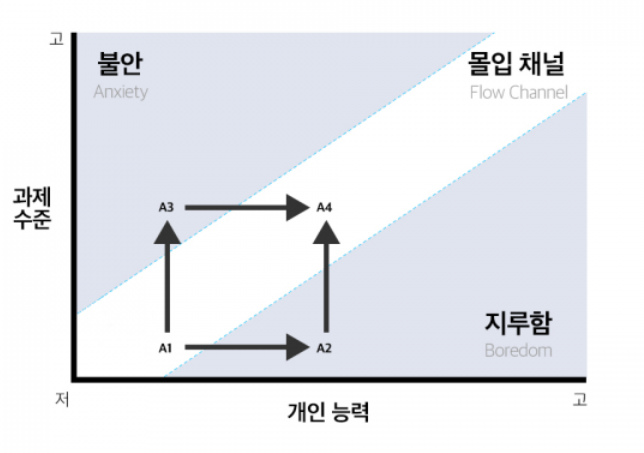 고
불안
Anxiety
몰입 채널
Flow Channel
과제
수준
A3
A4
A1
A2
지루함
Boredom
저
개인 능력
고